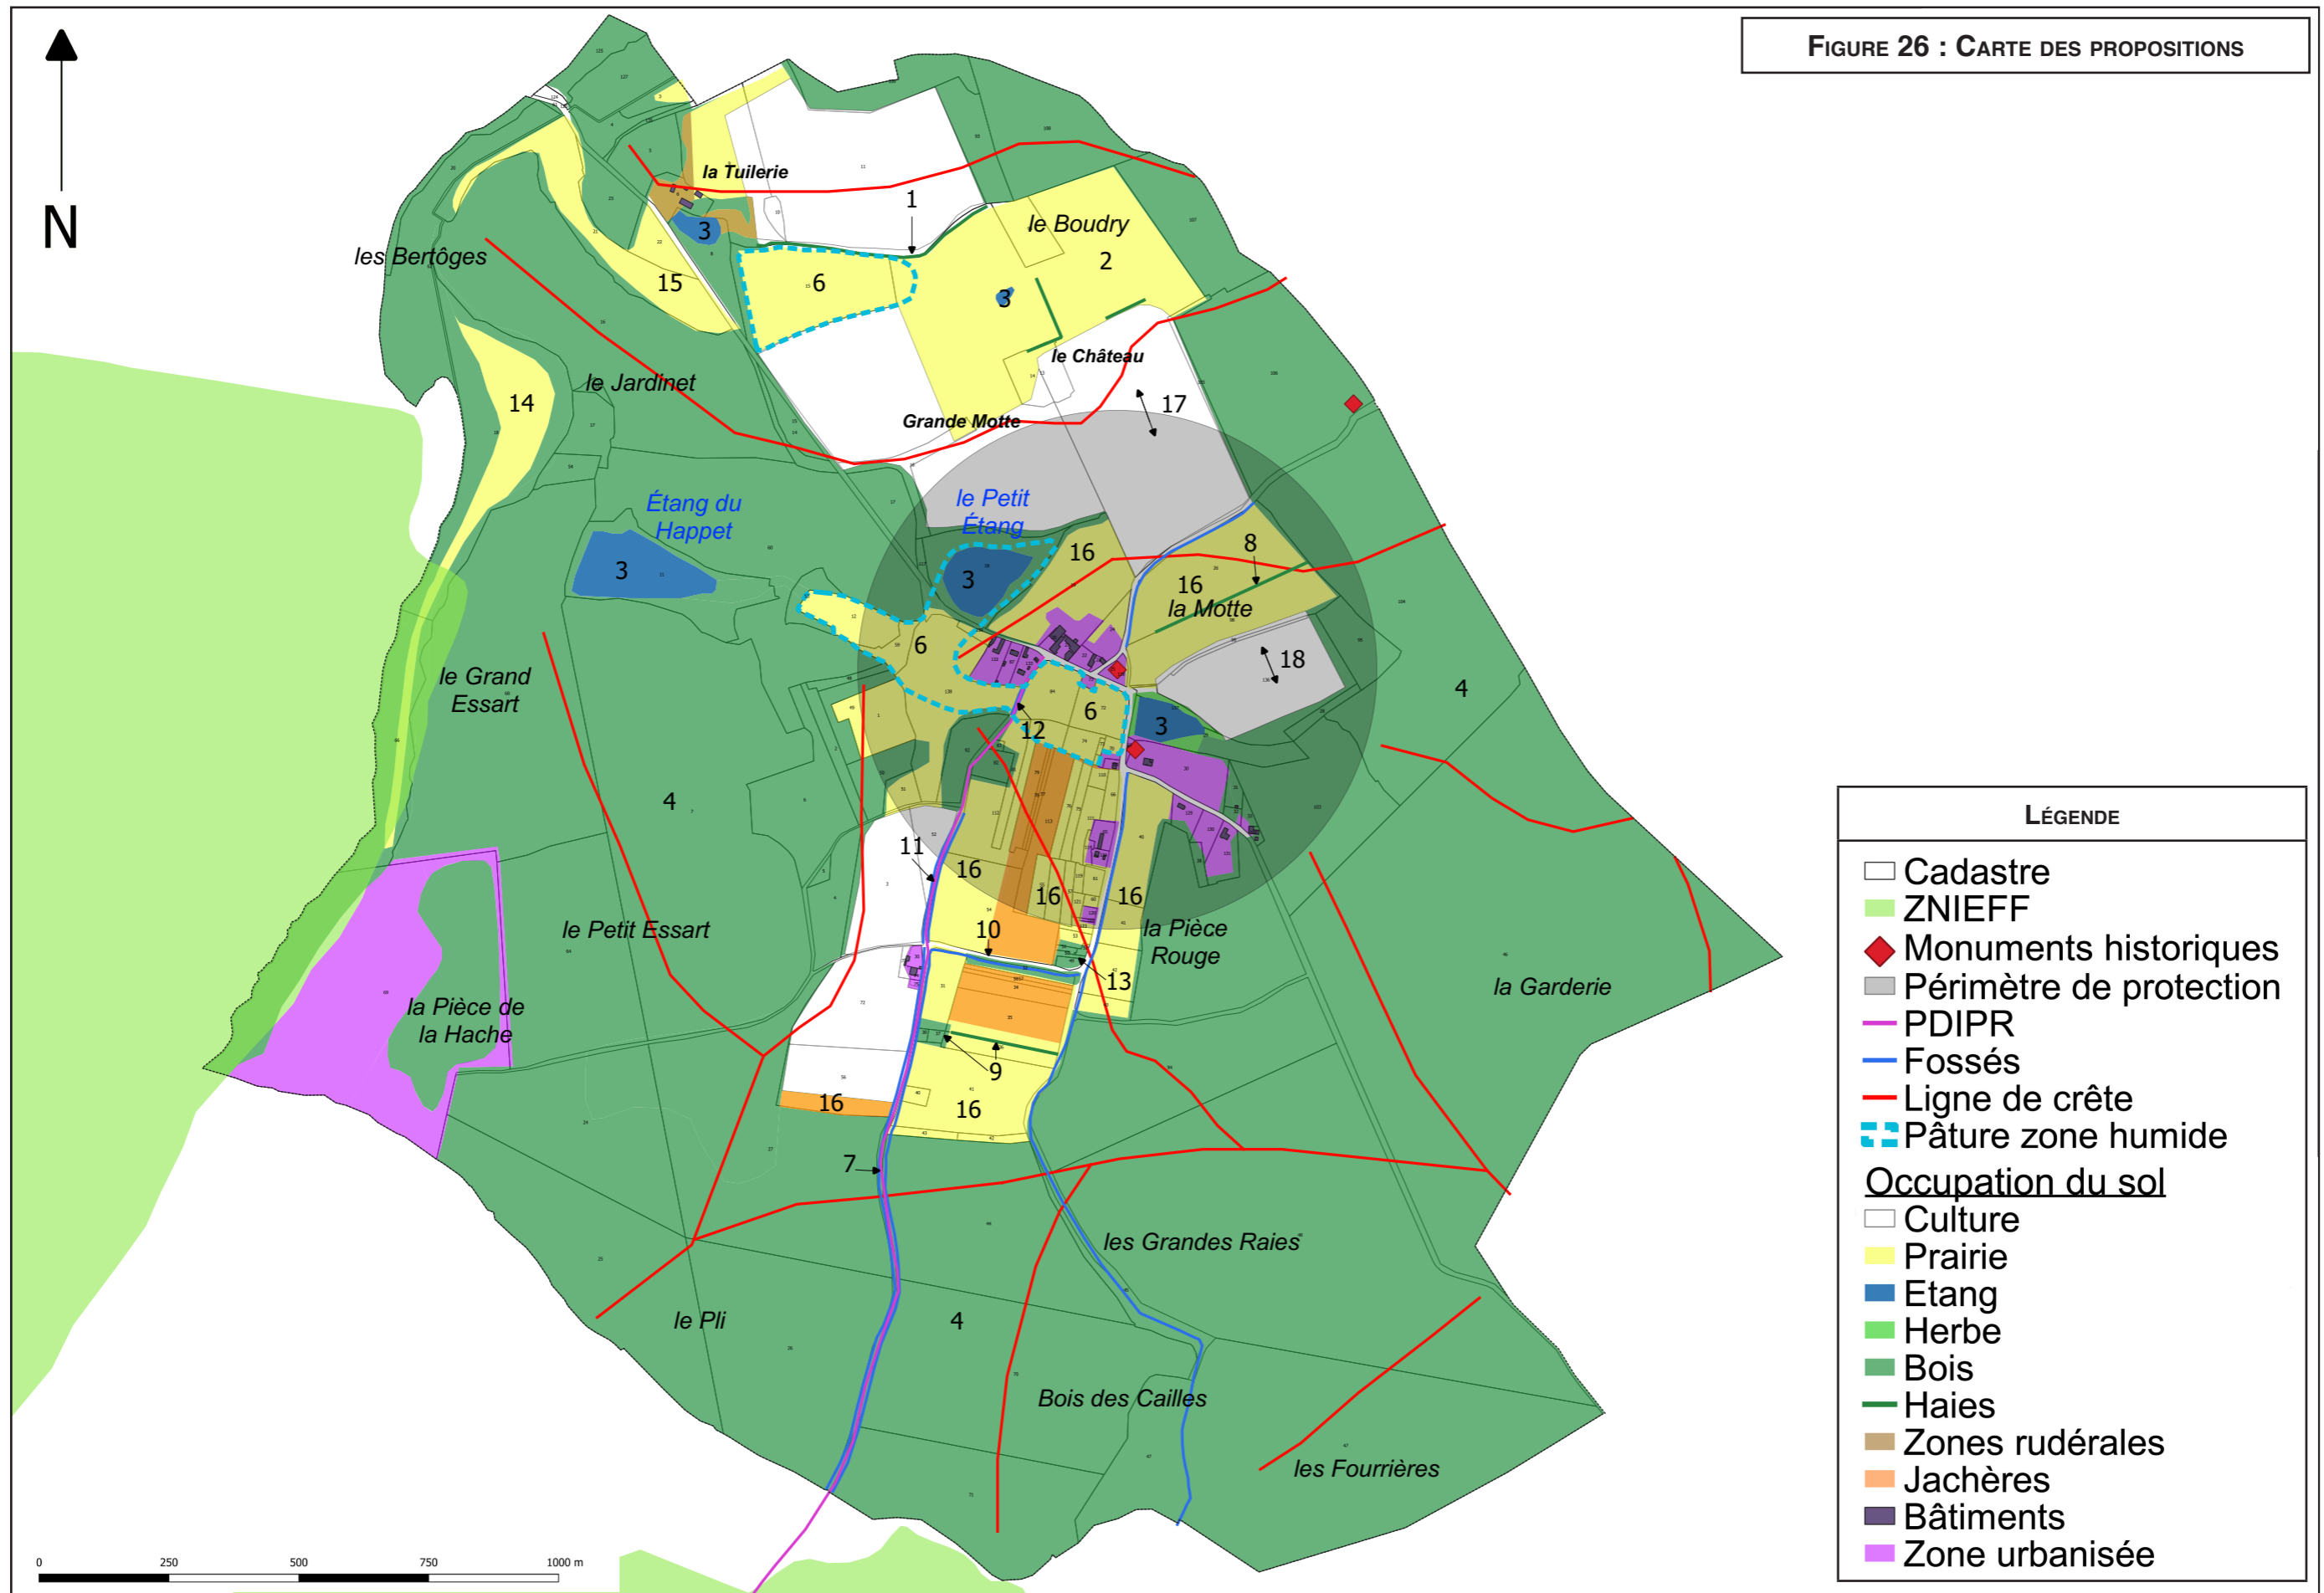 FIGURE 26 : CARTE DES PROPOSITIONS
N
la Tuilerie
1
le Boudry
2
3
les Bertôges
15
6
3
le Château
le Jardinet
14
17
Grande Motte
Étang du
Happet
3
le Petit
Étang
3
16
8
16
la Motte
6
18
le Grand
Essart
4
6
3
12
4
11
16
16
16
le Petit Essart
10
la Pièce
Rouge
13
la Garderie
la Pièce de
la Hache
9
16
16
7
les Grandes Raies
le Pli
4
Bois des Cailles
les Fourrières
0 250 500 750 1000 m
LÉGENDE
Cadastre
ZNIEFF
Monuments historiques
Périmètre de protection
PDIPR
Fossés
Ligne de crête
Pâture zone humide
Occupation du sol
Culture
Prairie
Etang
Herbe
Bois
Haies
Zones rudérales
Jachères
Bâtiments
Zone urbanisée